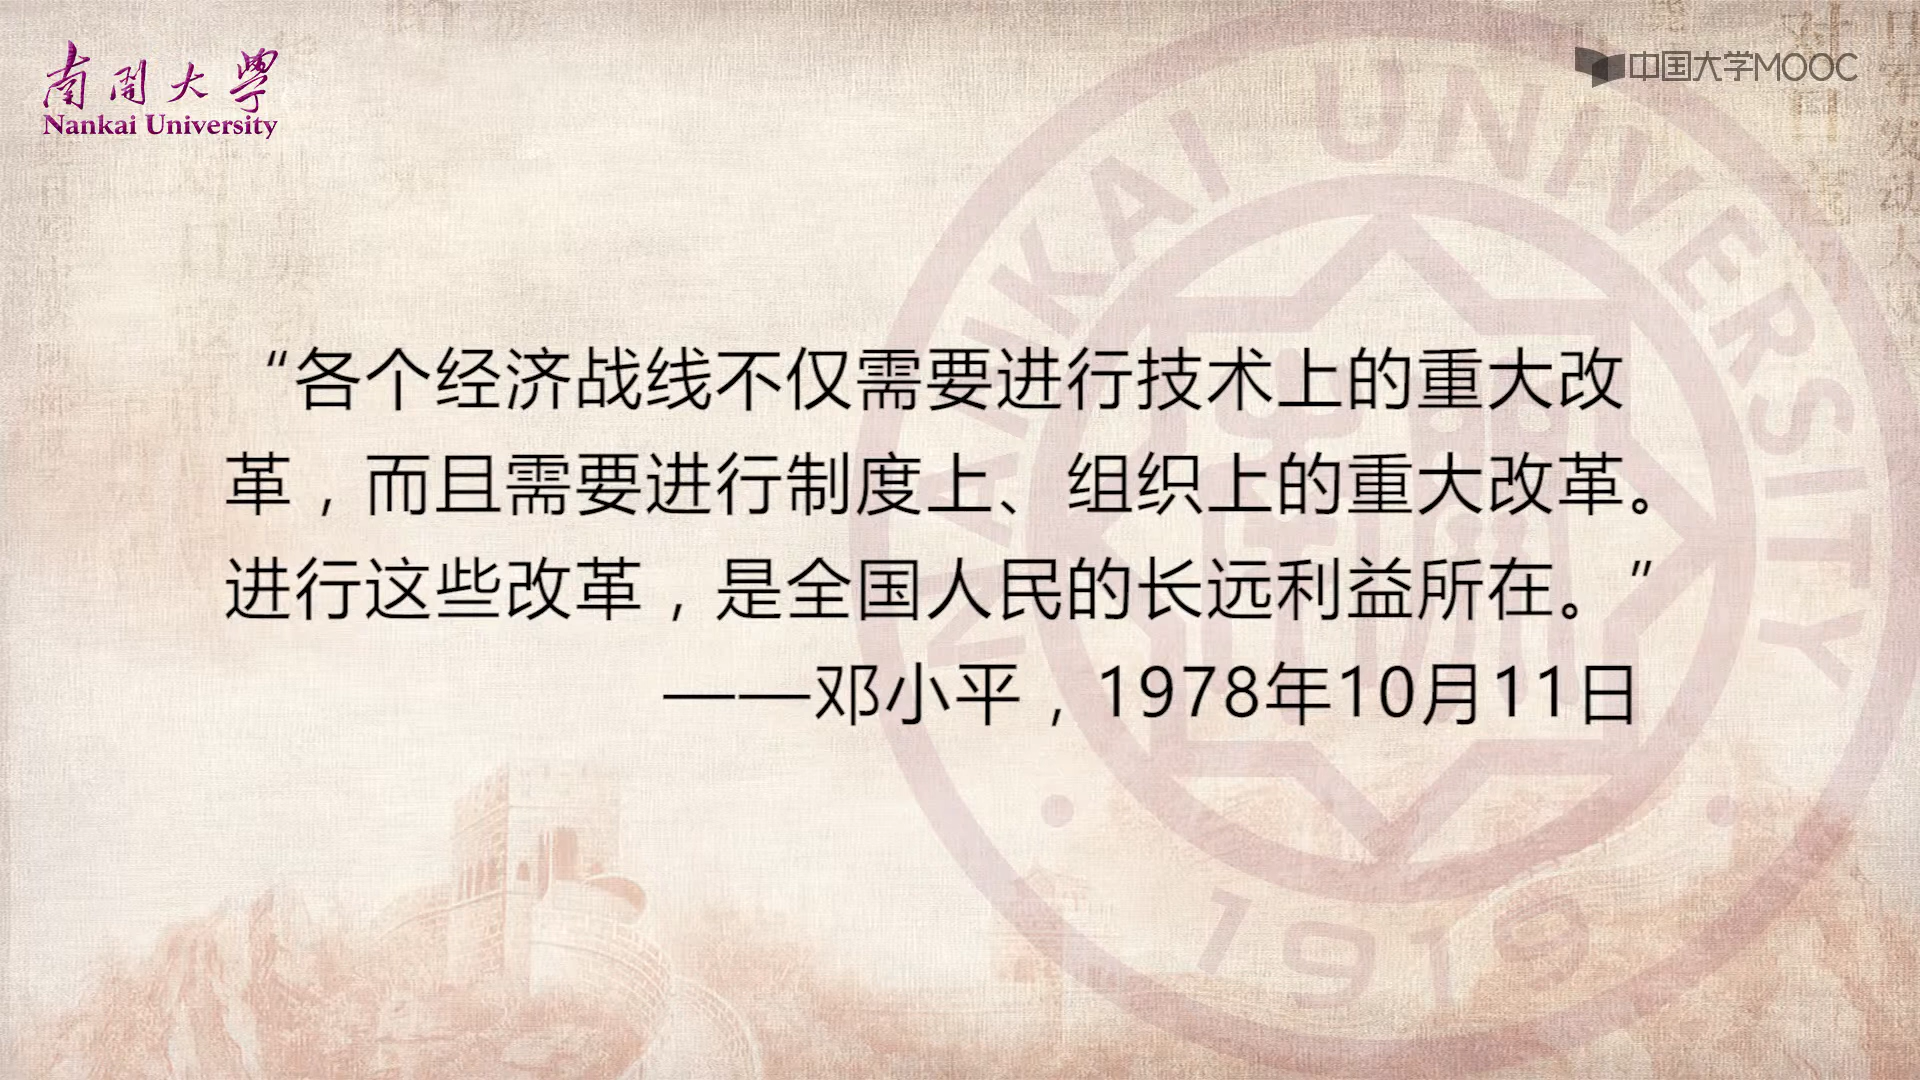 南開大學
Nankai University
中国大学MOOC
“各个经济战线不仅需要进行技术上的重大改
革，而且需要进行制度上、组织上的重大改革。
进行这些改革，是全国人民的长远利益所在。”
——邓小平，1978年10月11日
NANKAI UNIVERSITY
1919